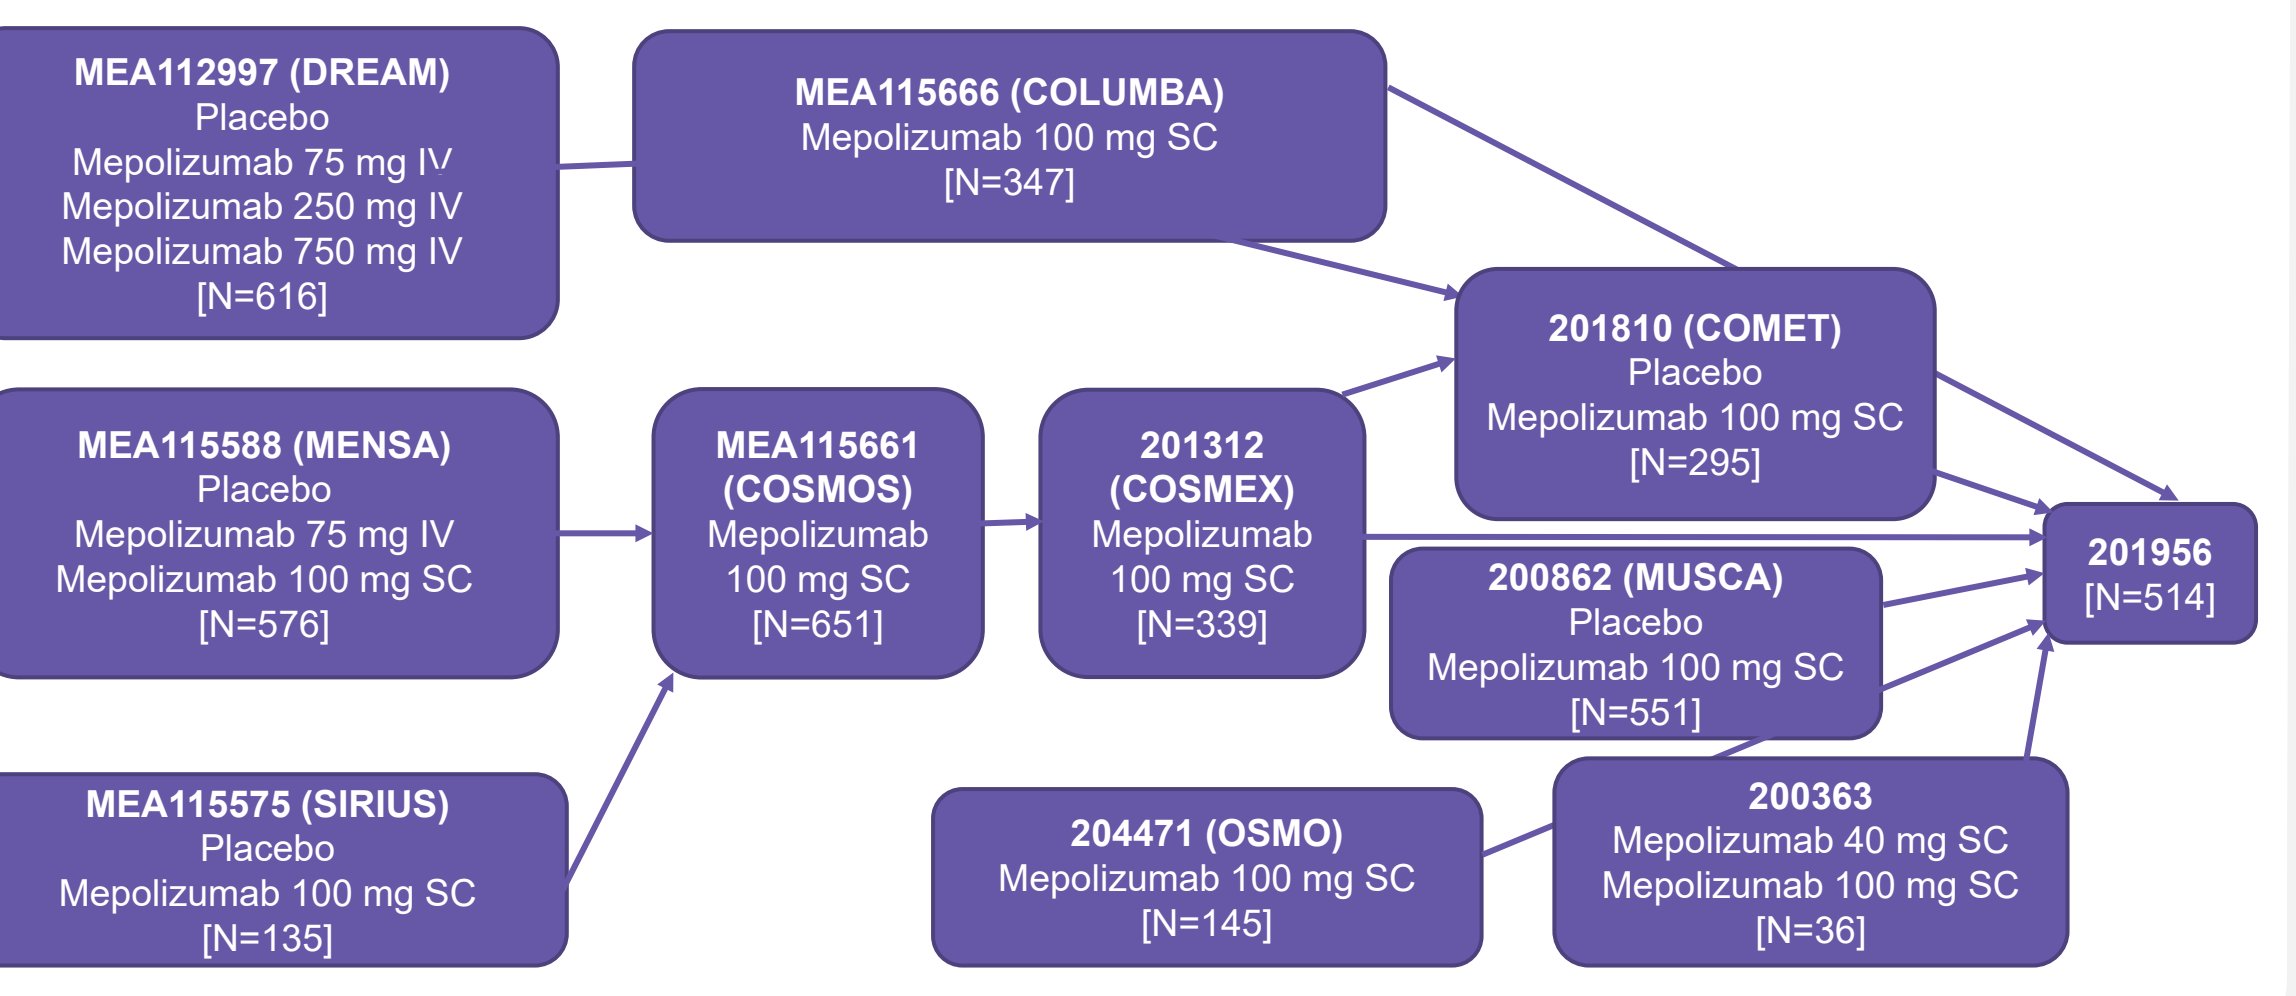 MEA112997 (DREAM)
Placebo
Mepolizumab 75 mg IV
Mepolizumab 250 mg IV
Mepolizumab 750 mg IV
[N=616]
MEA115666 (COLUMBA)
Mepolizumab 100 mg SC
[N=347]
201810 (COMET)
Placebo
Mepolizumab 100 mg SC
[N=295]
MEA115588 (MENSA)
Placebo
Mepolizumab 75 mg IV
Mepolizumab 100 mg SC
[N=576]
MEA115661
(COSMOS)
Mepolizumab
100 mg SC
[N=651]
201312
(COSMEX)
Mepolizumab
100 mg SC
[N=339]
200862 (MUSCA)
Placebo
Mepolizumab 100 mg SC
[N=551]
201956
[N=514]
MEA115575 (SIRIUS)
Placebo
Mepolizumab 100 mg SC
[N=135]
204471 (OSMO)
Mepolizumab 100 mg SC
[N=145]
200363
Mepolizumab 40 mg SC
Mepolizumab 100 mg SC
[N=36]